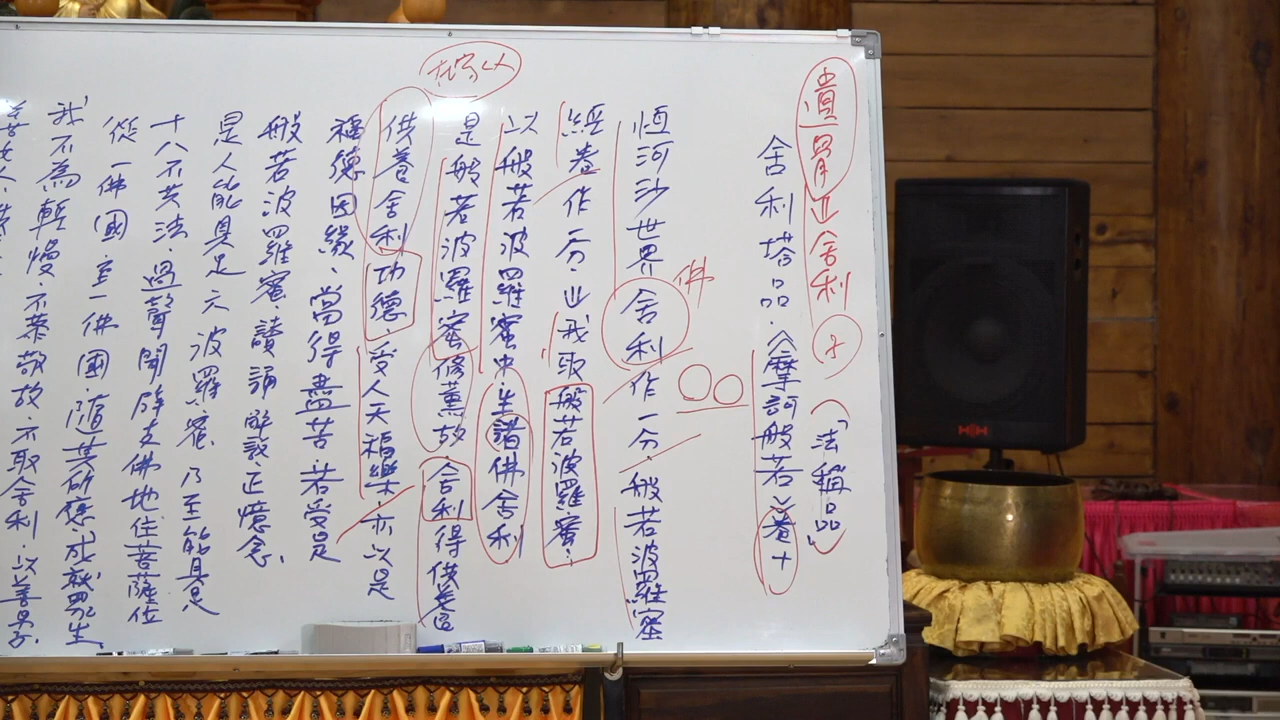 遺骨 舍利
(「法稱品」)
舍利塔品. 《摩訶般若》卷十
佛
恆河沙世界舍利作一分. 般若波羅蜜
經卷作一分. 此我取般若波羅蜜.
以般若波羅蜜中. 生諸佛舍利
是般若波羅蜜修薰故. 舍利得供養
供養舍利功德. 受人天福樂. 亦以是
福德因緣. 當得盡苦. 若受是
般若波羅蜜. 讀誦解說. 正憶念.
是人能具足六波羅蜜 乃至能具足
十八不共法. 過聲聞辟支佛地住菩薩位
從一佛國 至一佛國 隨其所應. 成就眾生
我不為輕慢. 不恭敬故. 不取舍利. 以善男子
善女人.